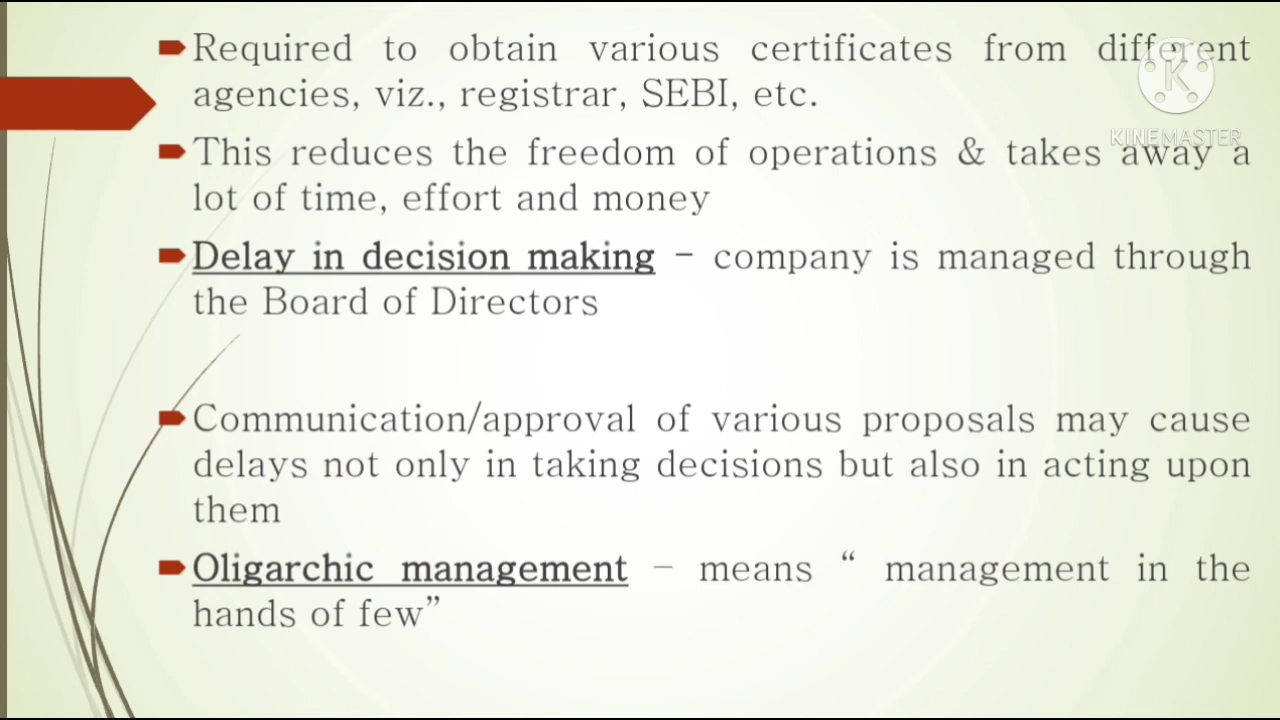 Required to obtain various certificates from different
agencies, viz., registrar, SEBI, etc.
This reduces the freedom of operations & takes away a
lot of time, effort and money
Delay in decision making – company is managed through
the Board of Directors
Communication/approval of various proposals may cause
delays not only in taking decisions but also in acting upon
them
Oligarchic management – means “ management in the
hands of few”
K
KINEMASTER